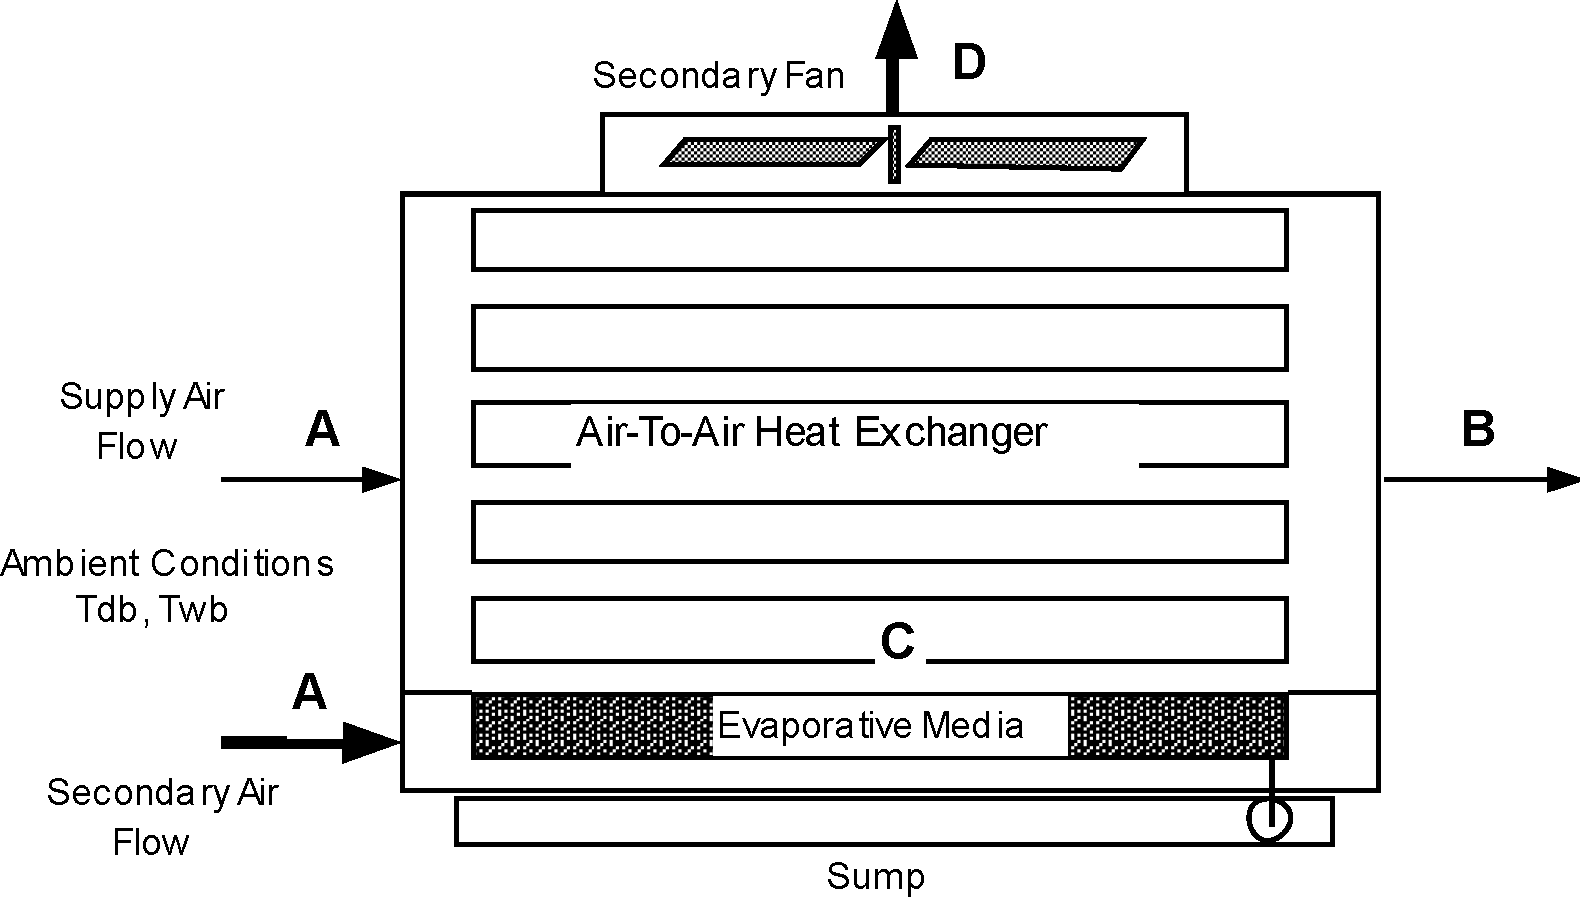 D
Secondary Fan
Air-To-Air Heat Exchanger
Supply Air
Flow
A
B
Ambient Conditions
Tdb, Twb
C
A
Evaporative Media
Secondary Air
Flow
Sump